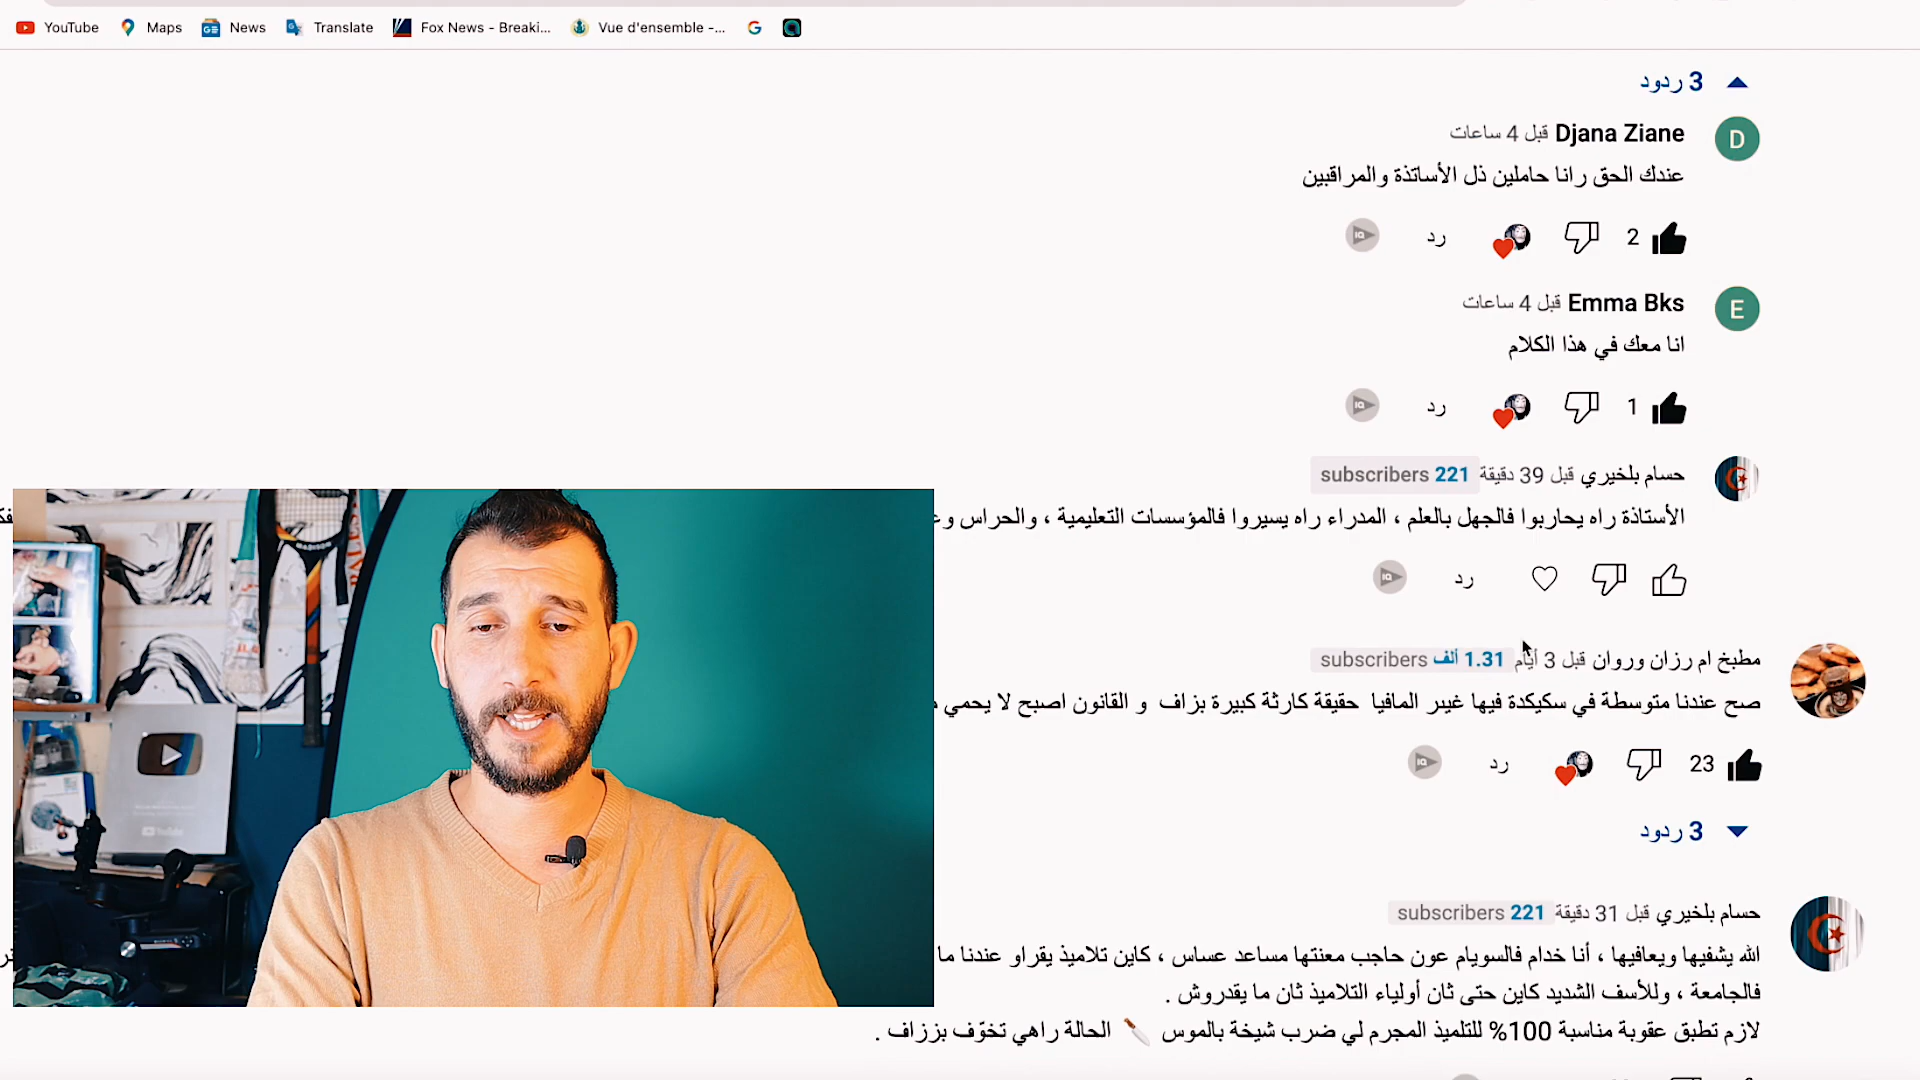 YouTube Maps News Translate Fox News - Breaki... Vue d'ensemble -...
3 ردود
Djana Ziane قبل 4 ساعات
D
عندك الحق رانا حاملين ذل الأساتذة والمراقبين
2 رد
Emma Bks قبل 4 ساعات
E
انا معك في هذا الكلام
1 رد
حسام بلخيري قبل 39 دقيقة 221 subscribers
الأستاذة راه يحاربوا فالجهل بالعلم ، المدراء راه يسيروا فالمؤسسات التعليمية ، والحراس
رد
مطبخ ام رزان وروان قبل 3 أيام 1.31 ألف subscribers
صح عندنا متوسطة في سكيكدة فيها غيىر المافيا حقيقة كارثة كبيرة بزاف و القانون اصبح لا يحمي
23 رد
3 ردود
حسام بلخيري قبل 31 دقيقة 221 subscribers
الله يشفيها ويعافيها ، أنا خدام فالسويام عون حاجب معنتها مساعد عساس ، كاين تلاميذ يقراو عندنا ما
فالجامعة ، وللأسف الشديد كاين حتى ثان أولياء التلاميذ ثان ما يقدروش .
لازم تطبق عقوبة مناسبة 100% للتلميذ المجرم لي ضرب شيخة بالموس 🔪 الحالة راهي تخوّف بززاف .
YouTube